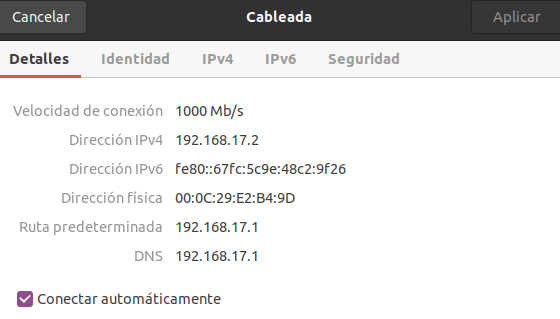 Cancelar Cableada Aplicar
Detalles Identidad IPv4 IPv6 Seguridad
Velocidad de conexión 1000 Mb/s
Dirección IPv4 192.168.17.2
Dirección IPv6 fe80::67fc:5c9e:48c2:9f26
Dirección física 00:0C:29:E2:B4:9D
Ruta predeterminada 192.168.17.1
DNS 192.168.17.1
Conectar automáticamente